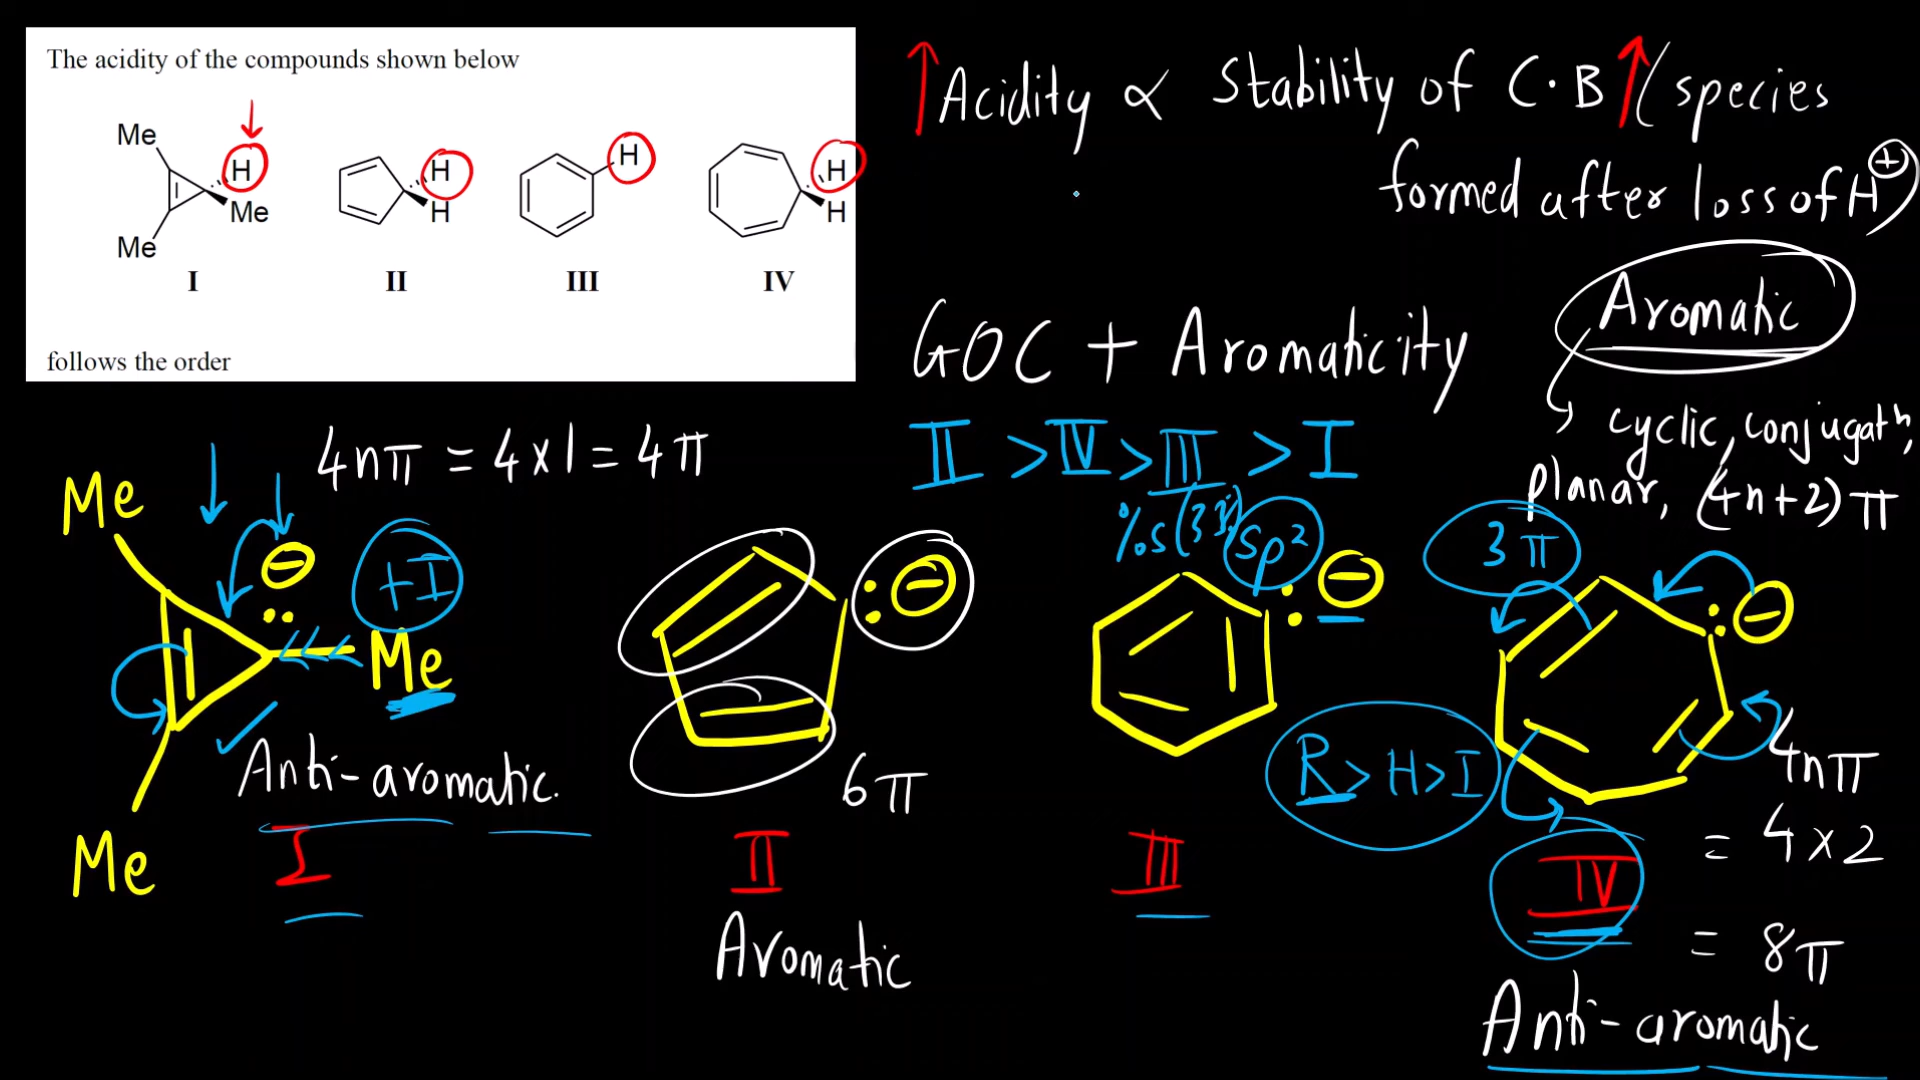 The acidity of the compounds shown below
Me
H
Me
Me
I
H
H
II
H
III
H
H
IV
follows the order
Acidity ∝ Stability of C·B (species
formed after loss of H⊕)
GOC + Aromaticity
Aromatic
cyclic, conjugatⁿ,
planar, (4n+2)π
II > IV > III > I
4nπ = 4×1 = 4π
Me
⊖
+I
Me
Me
Anti-aromatic.
I
⊖
6π
II
Aromatic
%s (33%)
sp²
⊖
R > H > I
III
3π
⊖
4nπ
= 4×2
= 8π
IV
Anti-aromatic